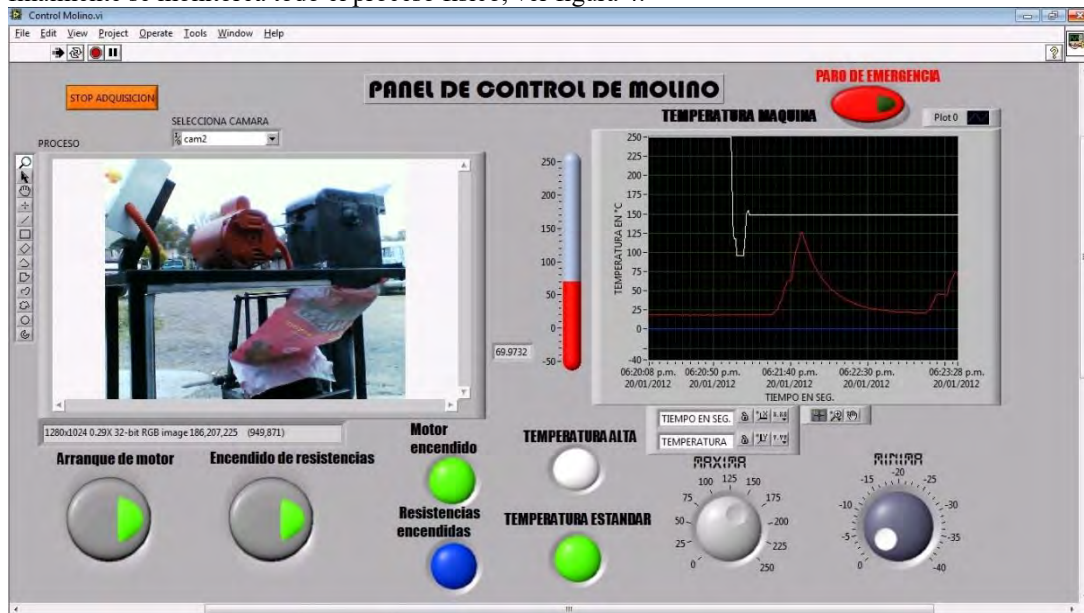 finalmente se monitorea todo el proceso físico, ver figura 4.
Control Molino.vi
File Edit View Project Operate Tools Window Help
PANEL DE CONTROL DE MOLINO
PARO DE EMERGENCIA
STOP ADQUISICION
SELECCIONA CAMARA
cam2
PROCESO
TEMPERATURA MAQUINA
Plot 0
250
200
150
100
50
0
-50
69.9732
TEMPERATURA EN °C
250
225
200
175
150
125
100
75
50
25
0
-40
06:20:08 p.m. 06:20:50 p.m. 06:21:40 p.m. 06:22:30 p.m. 06:23:28 p.m.
20/01/2012 20/01/2012 20/01/2012 20/01/2012 20/01/2012
TIEMPO EN SEG.
TIEMPO EN SEG.
TEMPERATURA
1280x1024 0.29X 32-bit RGB image 186,207,225 (949,871)
Arranque de motor
Encendido de resistencias
Motor
encendido
Resistencias
encendidas
TEMPERATURA ALTA
TEMPERATURA ESTANDAR
MAXIMA
0 25 50 75 100 125 150 175 200 225 250
MINIMA
0 -5 -10 -15 -20 -25 -30 -35 -40